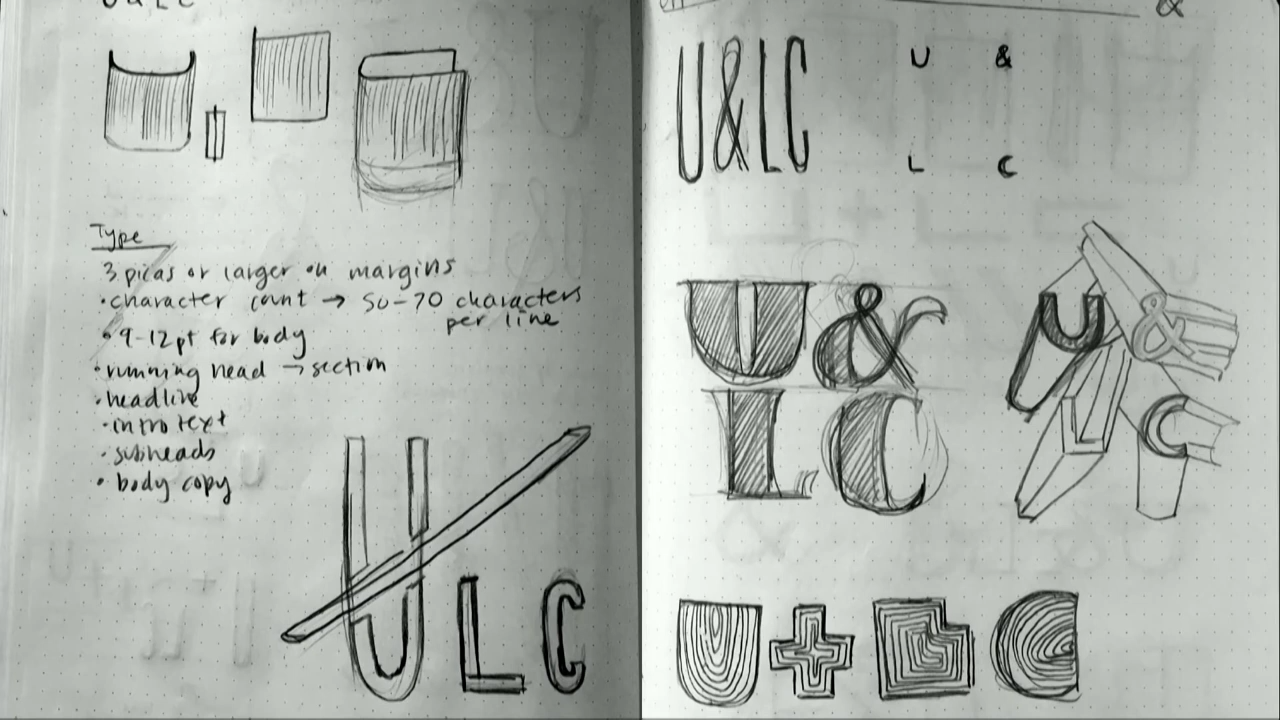 U & L C
Type
3 picas or larger on margins
• character count → 50-70 characters
per line
• 9-12pt for body
• running head → section
• headline
• intro text
• subheads
• body copy
U L C
&
U&LC
U &
L C
U&
LC
U &
L C
U + L C